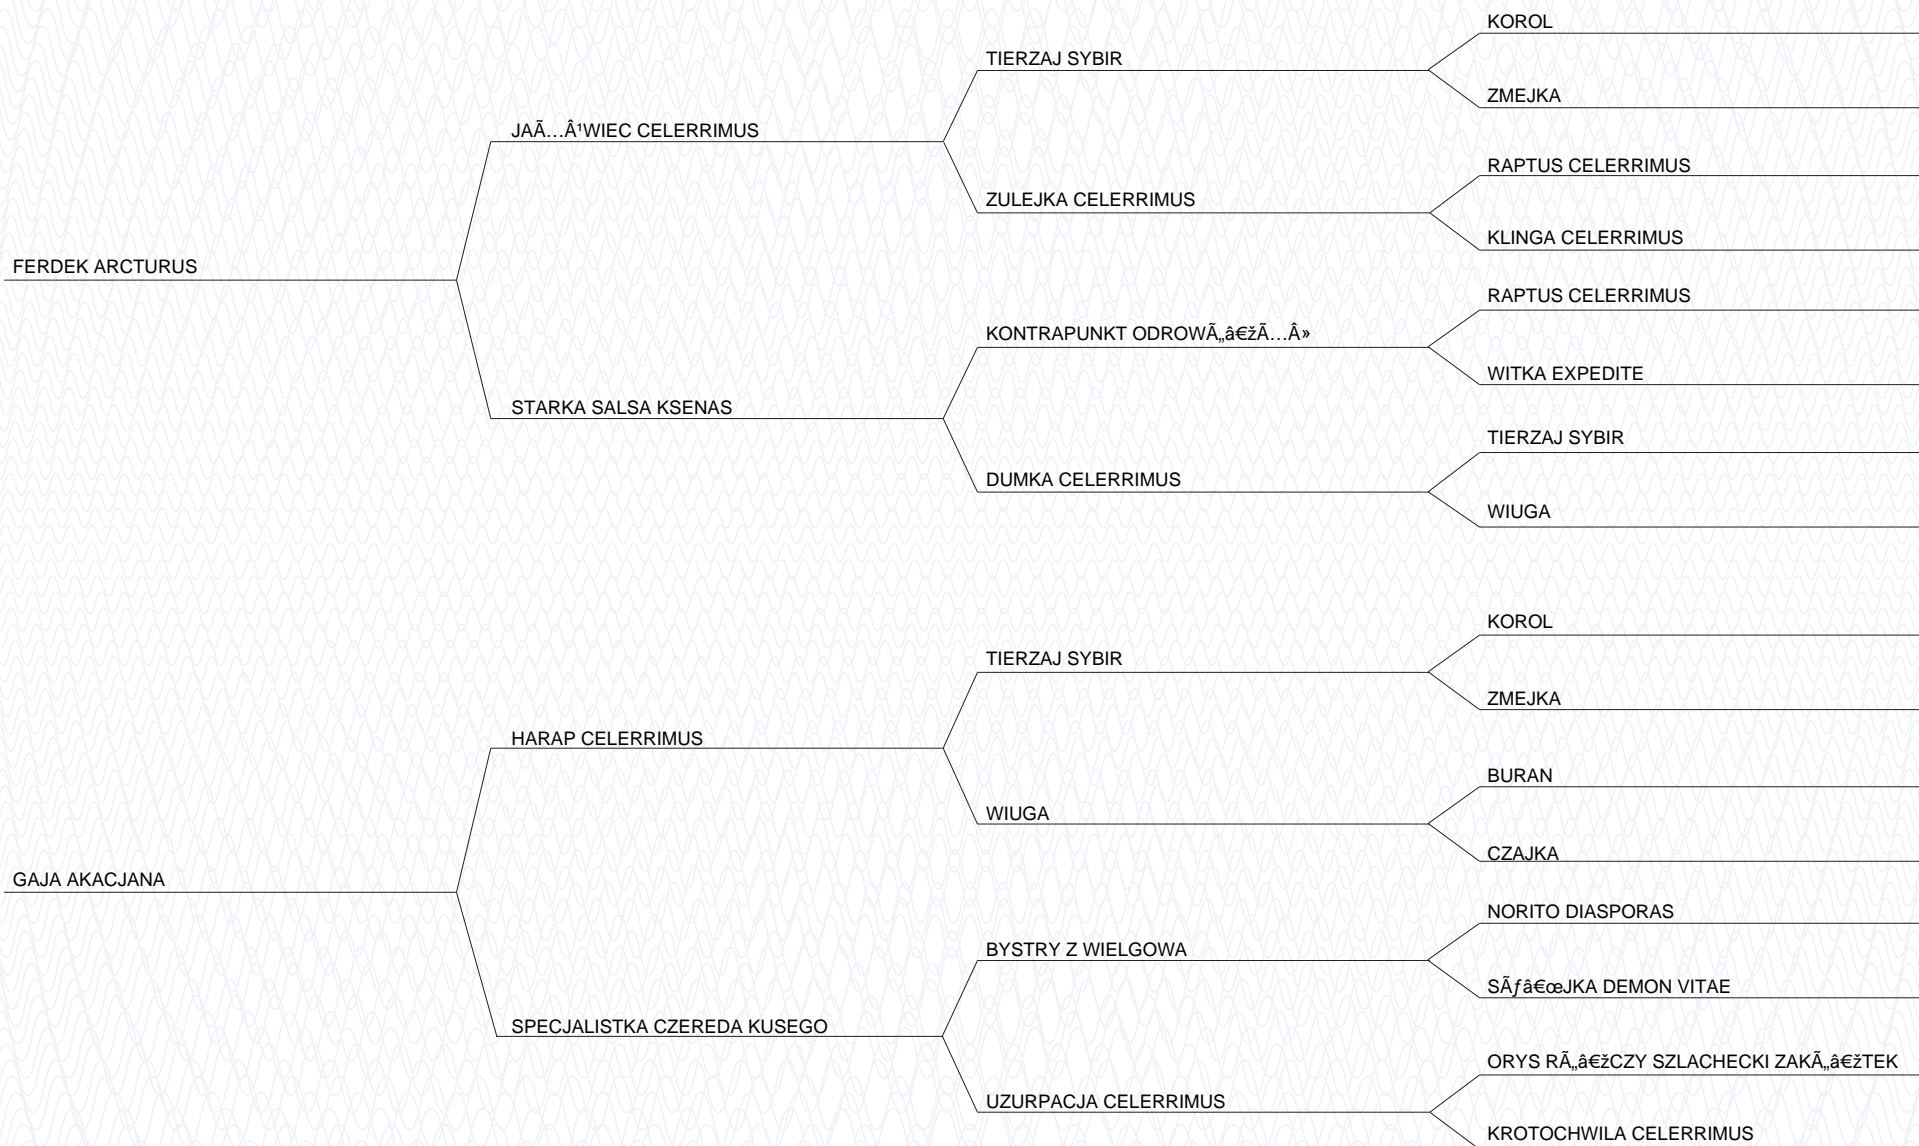 KOROL
TIERZAJ SYBIR
ZMEJKA
JAÃ…Â¹WIEC CELERRIMUS
RAPTUS CELERRIMUS
ZULEJKA CELERRIMUS
KLINGA CELERRIMUS
FERDEK ARCTURUS
RAPTUS CELERRIMUS
KONTRAPUNKT ODROWÃ„â€žÃ…Â»
WITKA EXPEDITE
STARKA SALSA KSENAS
TIERZAJ SYBIR
DUMKA CELERRIMUS
WIUGA
KOROL
TIERZAJ SYBIR
ZMEJKA
HARAP CELERRIMUS
BURAN
WIUGA
CZAJKA
GAJA AKACJANA
NORITO DIASPORAS
BYSTRY Z WIELGOWA
SÃƒâ€œJKA DEMON VITAE
SPECJALISTKA CZEREDA KUSEGO
ORYS RÃ„â€žCZY SZLACHECKI ZAKÃ„â€žTEK
UZURPACJA CELERRIMUS
KROTOCHWILA CELERRIMUS